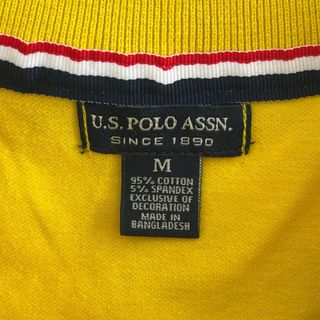 U.S. POLO ASSN.
SINCE 1890
M
95% COTTON
5% SPANDEX
EXCLUSIVE OF
DECORATION
MADE IN
BANGLADESH